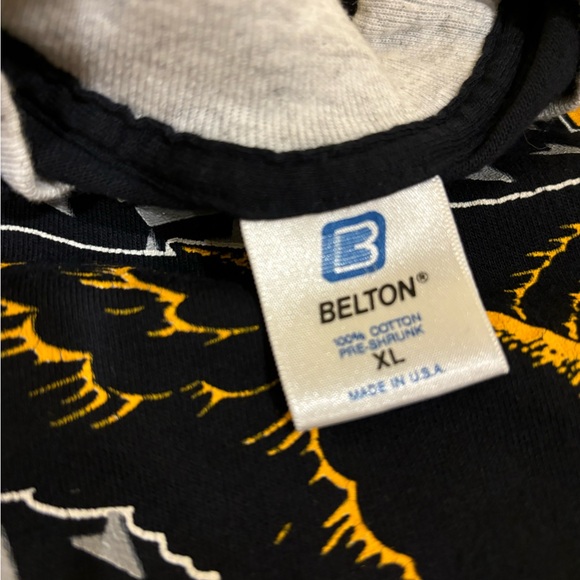 B
BELTON®
100% COTTON
PRE-SHRUNK
XL
MADE IN U.S.A.